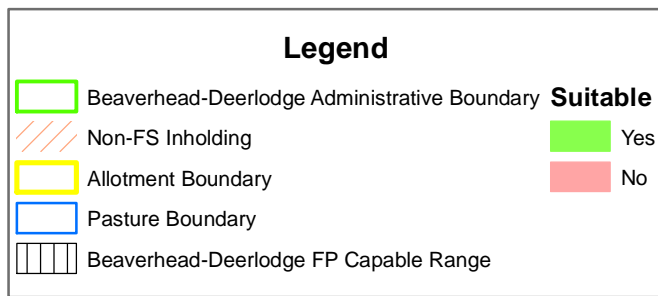 Legend
Beaverhead-Deerlodge Administrative Boundary
Non-FS Inholding
Allotment Boundary
Pasture Boundary
Beaverhead-Deerlodge FP Capable Range
Suitable
Yes
No